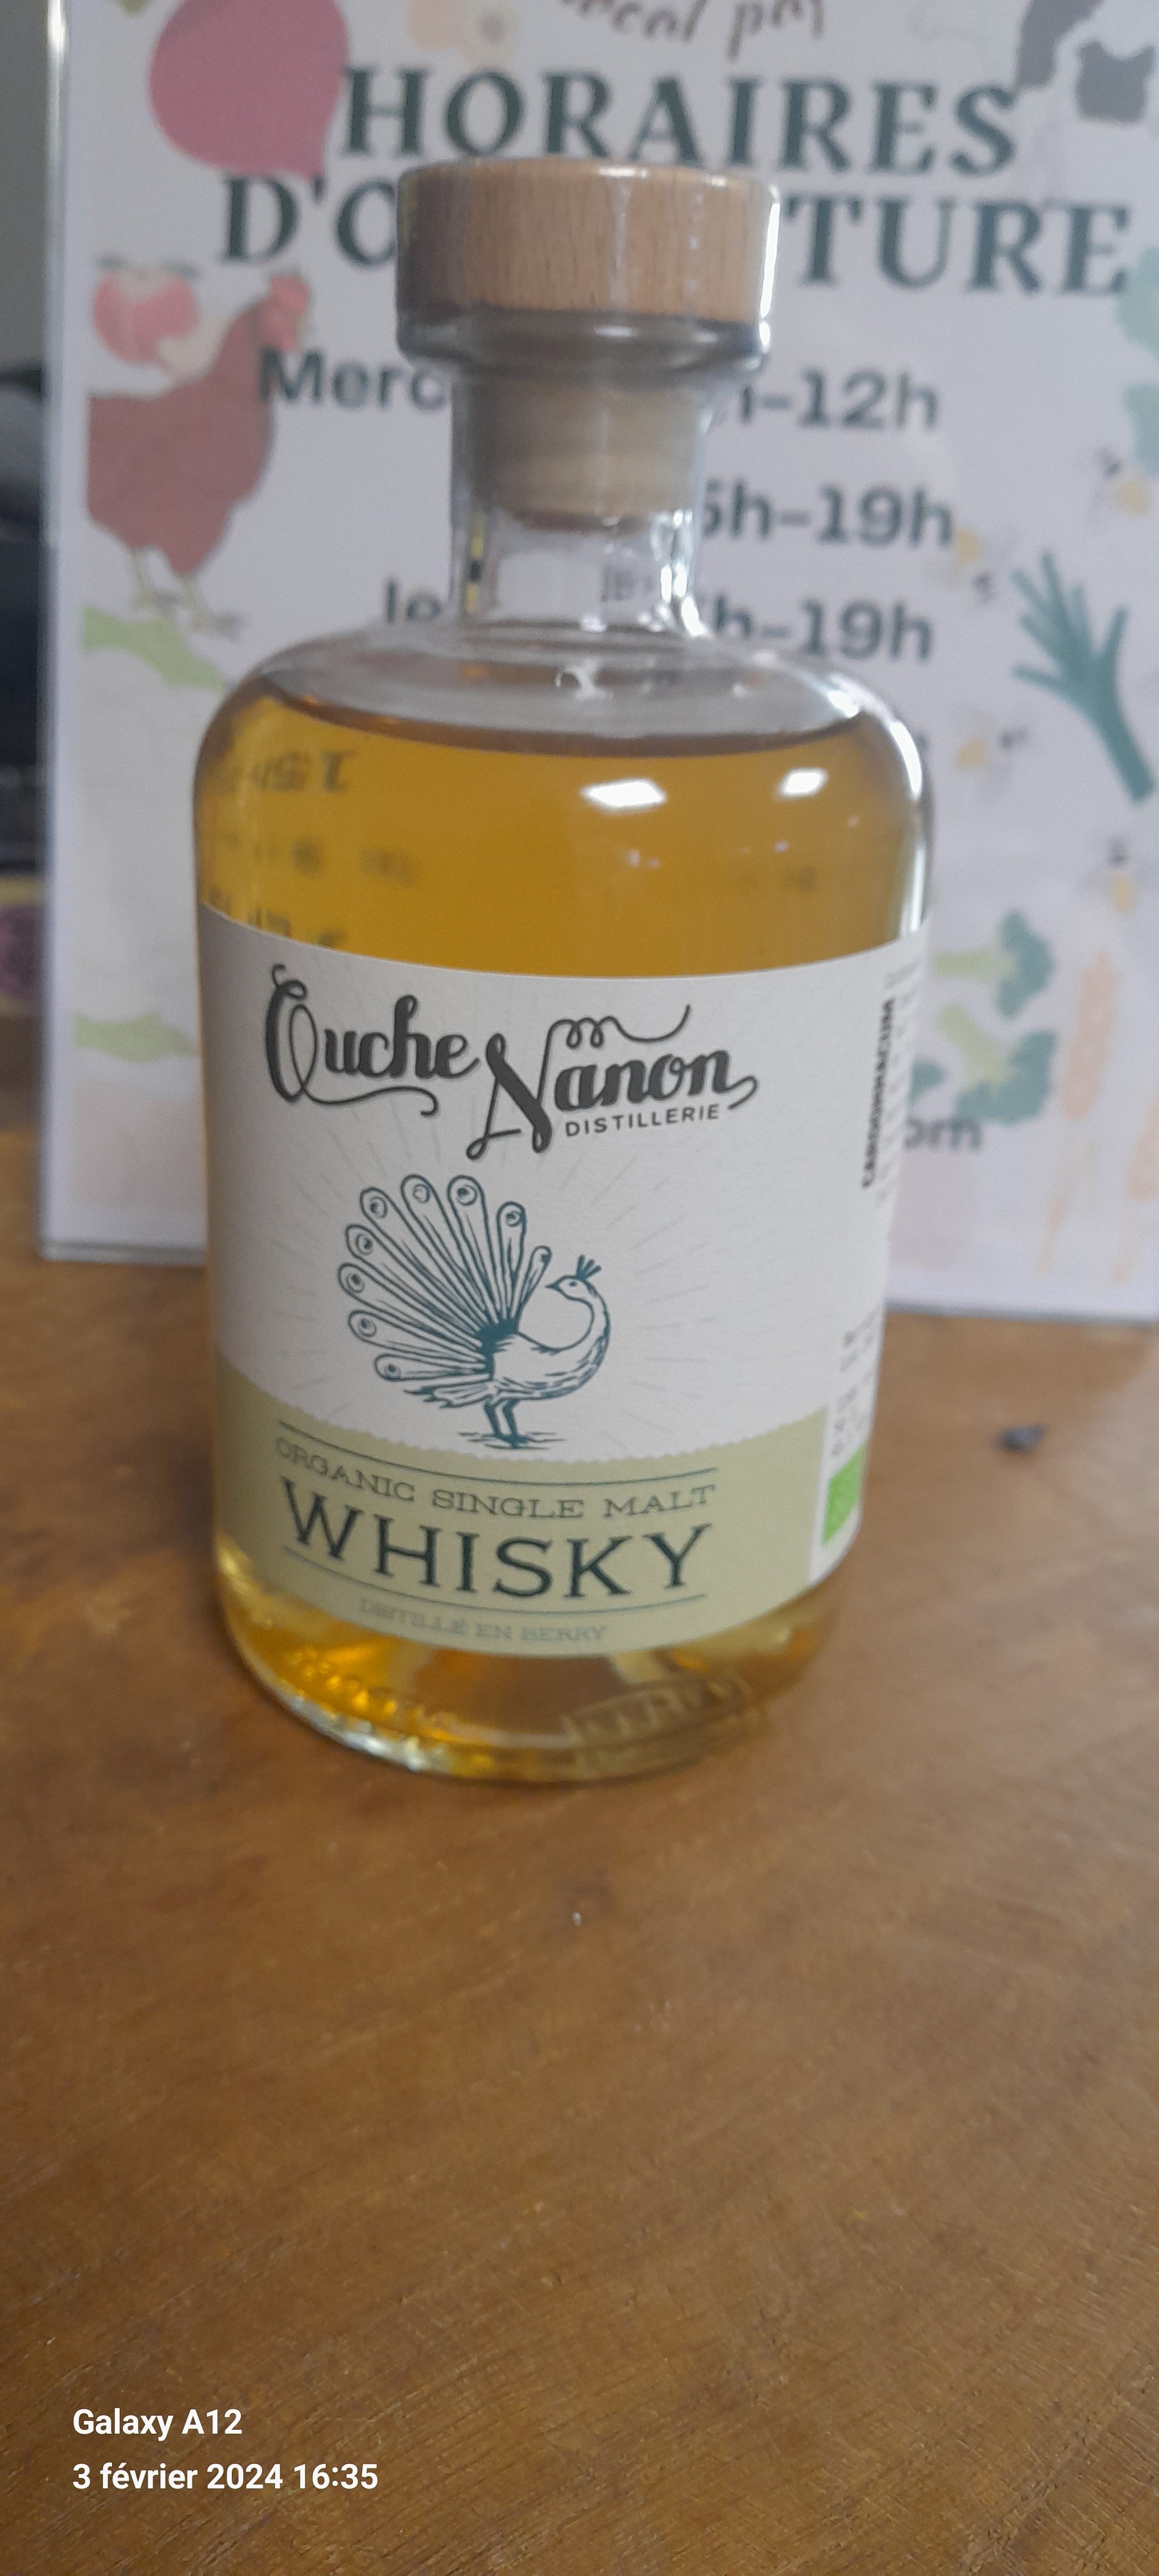 HORAIRES
D'O TURE
Merc -12h
5h-19h
le h-19h
Ouche Nanon
DISTILLERIE
ORGANIC SINGLE MALT
WHISKY
DISTILLÉ EN BERRY
Galaxy A12
3 février 2024 16:35